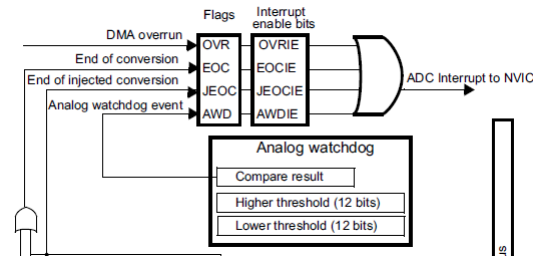 Flags
Interrupt
enable bits
DMA overrun
OVR
OVRIE
End of conversion
EOC
EOCIE
End of injected conversion
JEOC
JEOCIE
ADC Interrupt to NVIC
Analog watchdog event
AWD
AWDIE
Analog watchdog
Compare result
Higher threshold (12 bits)
Lower threshold (12 bits)